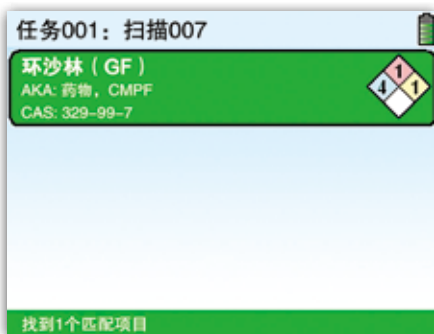 任务001：扫描007
环沙林（GF）
AKA: 药物，CMPF
CAS: 329-99-7
1
4 1
找到1个匹配项目